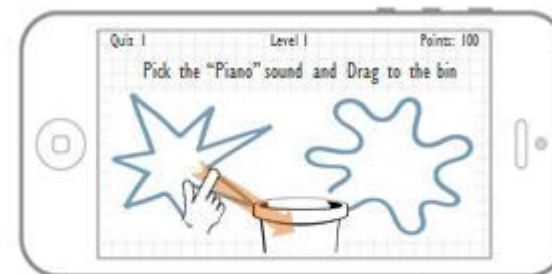 Quiz 1 Level 1 Points: 100
Pick the "Piano" sound and Drag to the bin